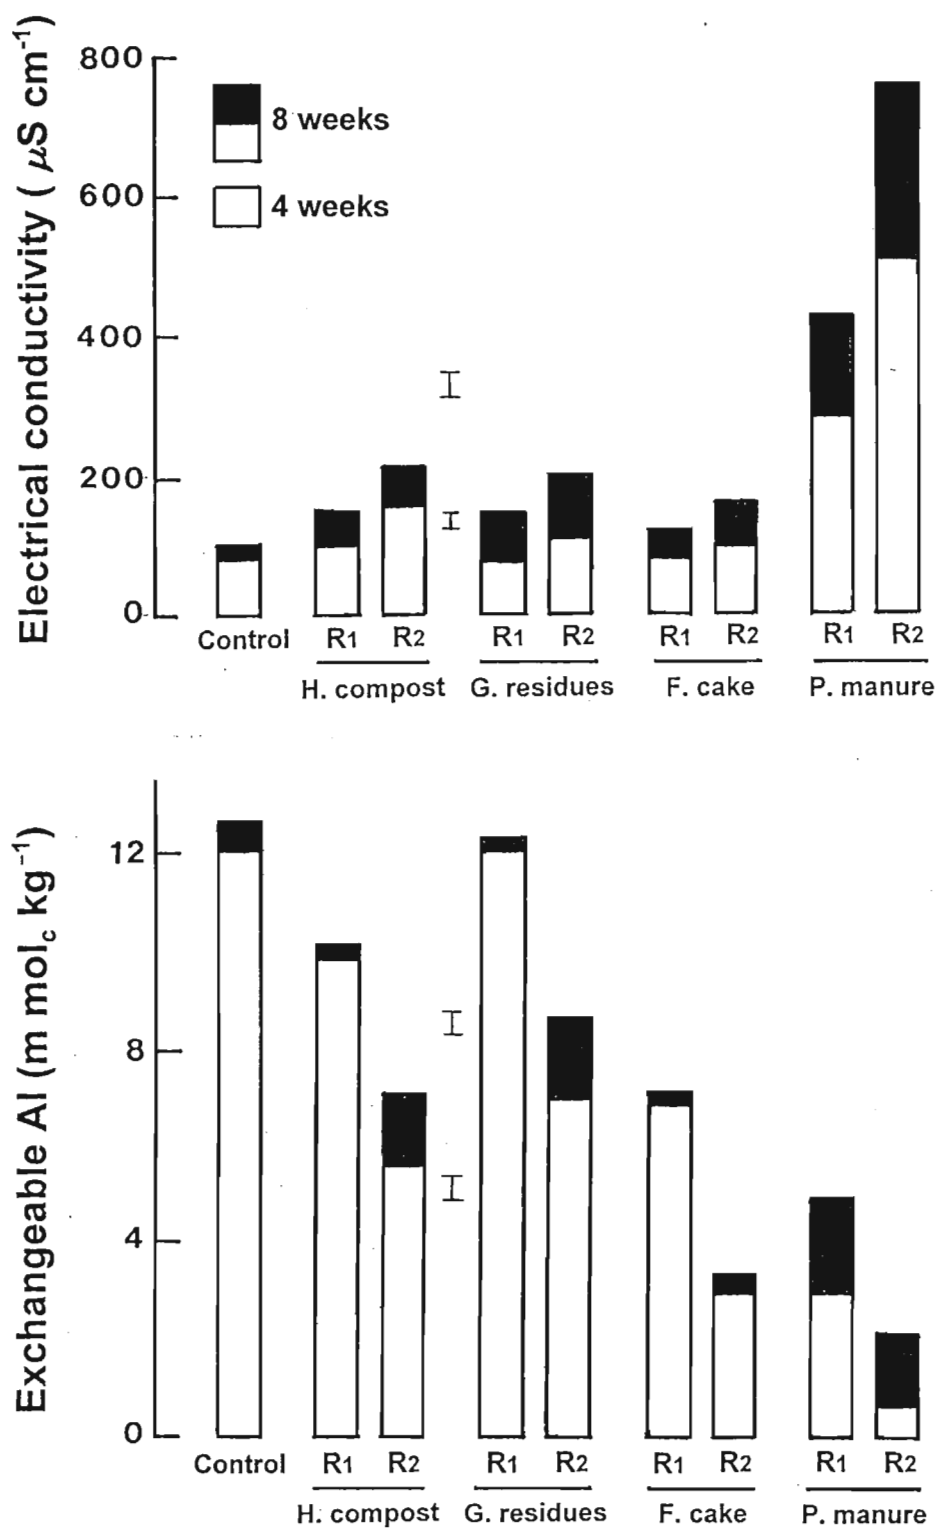 Electrical conductivity ( μS cm⁻¹)
800
600
400
200
0
8 weeks
4 weeks
Control R1 R2 R1 R2 R1 R2 R1 R2
H. compost G. residues F. cake P. manure
Exchangeable Al (m mol_c kg⁻¹)
12
8
4
0
Control R1 R2 R1 R2 R1 R2 R1 R2
H. compost G. residues F. cake P. manure